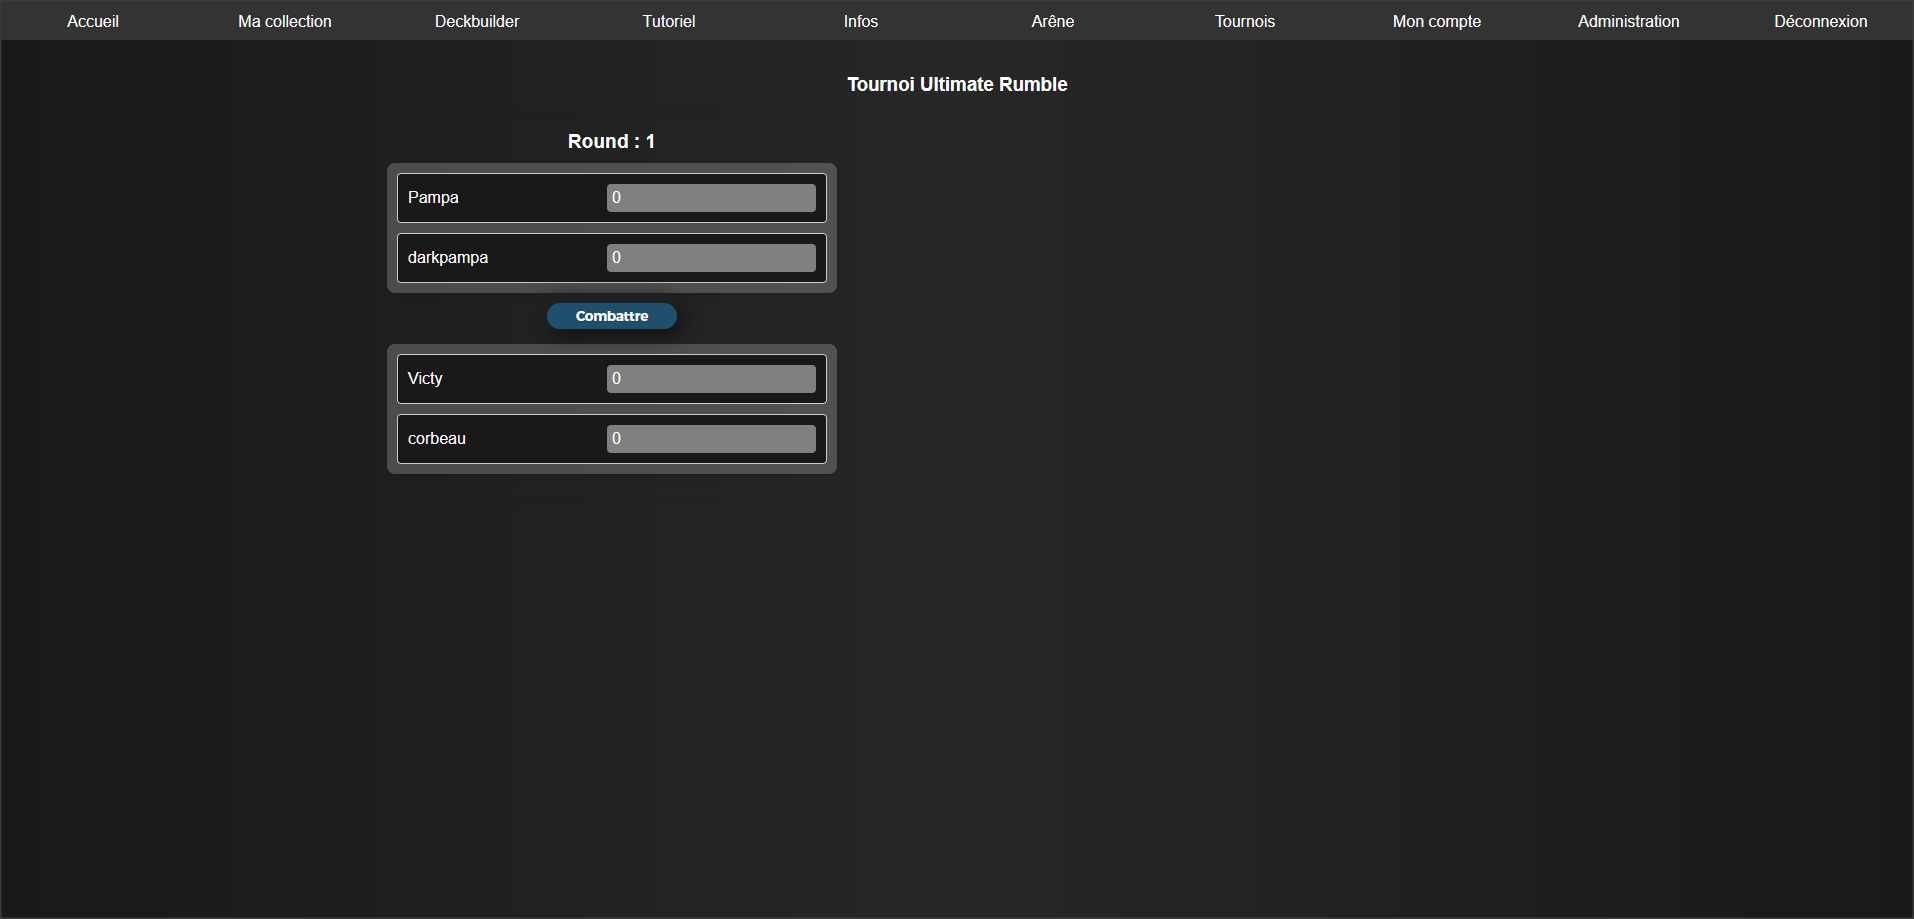 Accueil Ma collection Deckbuilder Tutoriel Infos Arêne Tournois Mon compte Administration Déconnexion
Tournoi Ultimate Rumble
Round : 1
Pampa 0
darkpampa 0
Combattre
Victy 0
corbeau 0